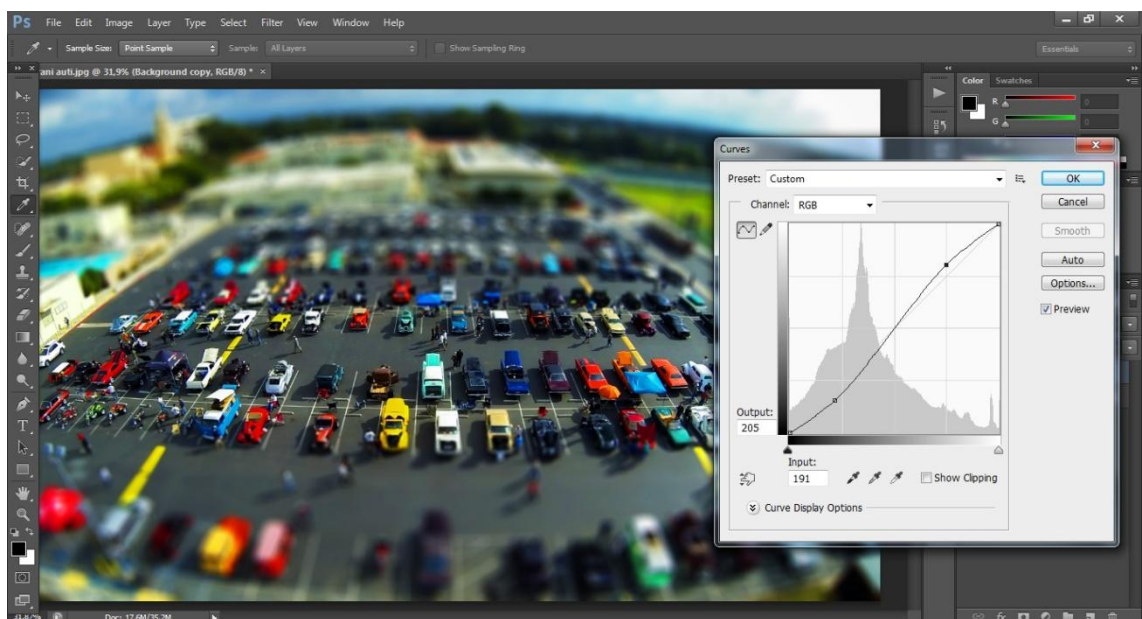 Ps File Edit Image Layer Type Select Filter View Window Help
Sample Size: Point Sample Sample: All Layers Show Sampling Ring Essentials
ani auti.jpg @ 31,9% (Background copy, RGB/8) * ×
Color Swatches
R 0
G 0
Curves
Preset: Custom
OK
Channel: RGB
Cancel
Smooth
Auto
Options...
Preview
Output:
205
Input:
191
Show Clipping
Curve Display Options
Doc: 17,6M/35,2M